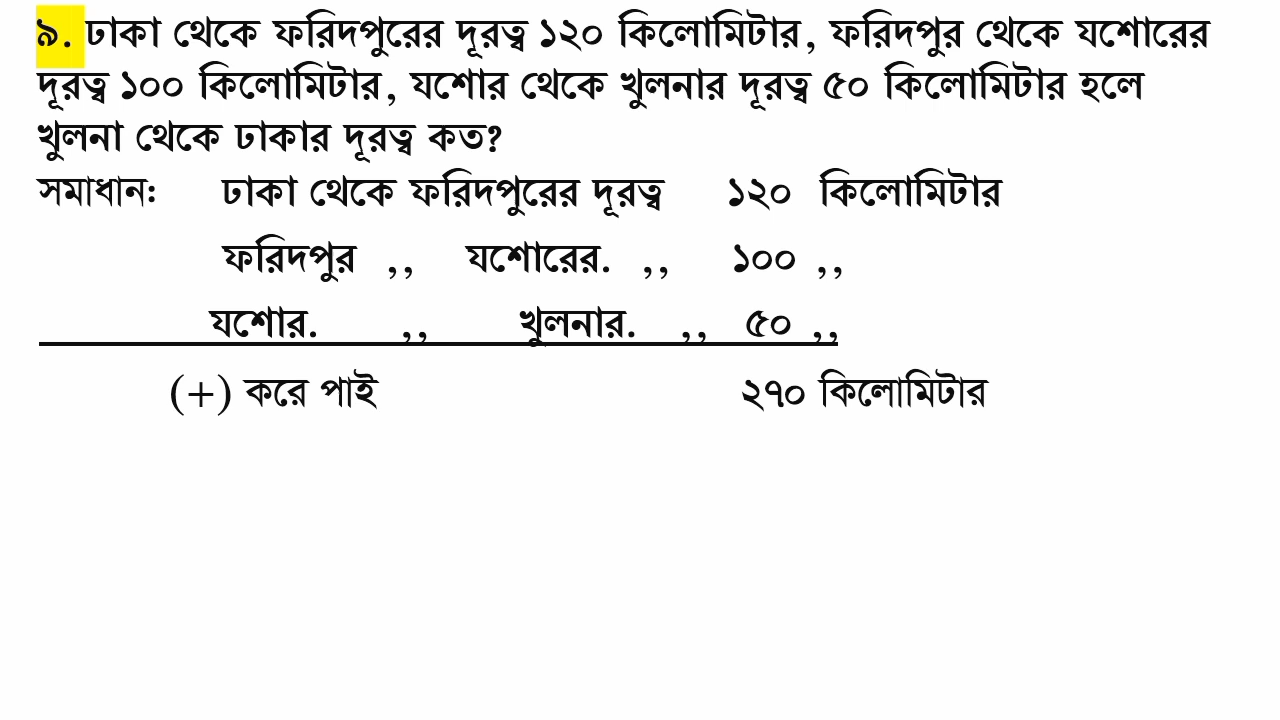 ৯. ঢাকা থেকে ফরিদপুরের দূরত্ব ১২০ কিলোমিটার, ফরিদপুর থেকে যশোরের
দূরত্ব ১০০ কিলোমিটার, যশোর থেকে খুলনার দূরত্ব ৫০ কিলোমিটার হলে
খুলনা থেকে ঢাকার দূরত্ব কত?
সমাধান: ঢাকা থেকে ফরিদপুরের দূরত্ব ১২০ কিলোমিটার
ফরিদপুর ,, যশোরের. ,, ১০০ ,,
যশোর. ,, খুলনার. ,, ৫০ ,,
(+) করে পাই ২৭০ কিলোমিটার